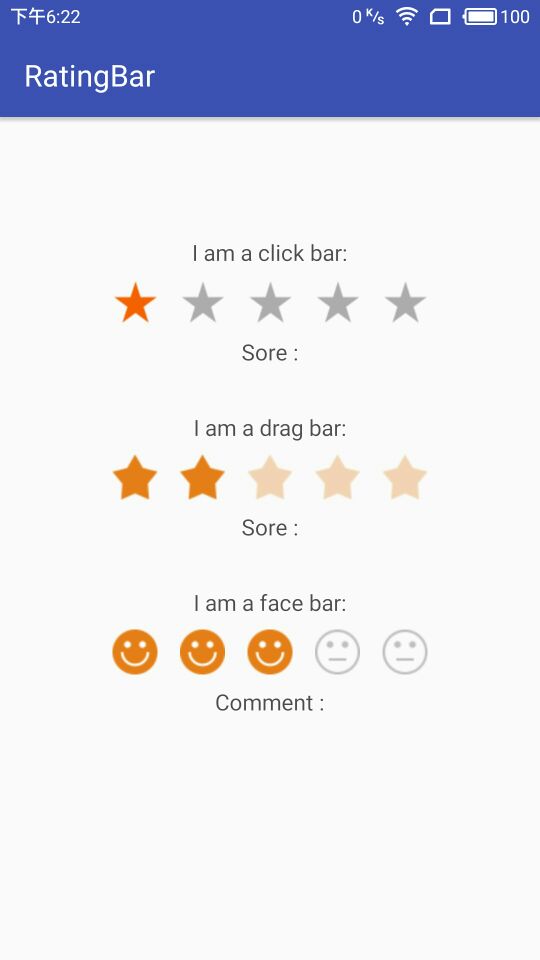 下午6:22 0 K/s 100
RatingBar
I am a click bar:
Sore :
I am a drag bar:
Sore :
I am a face bar:
Comment :